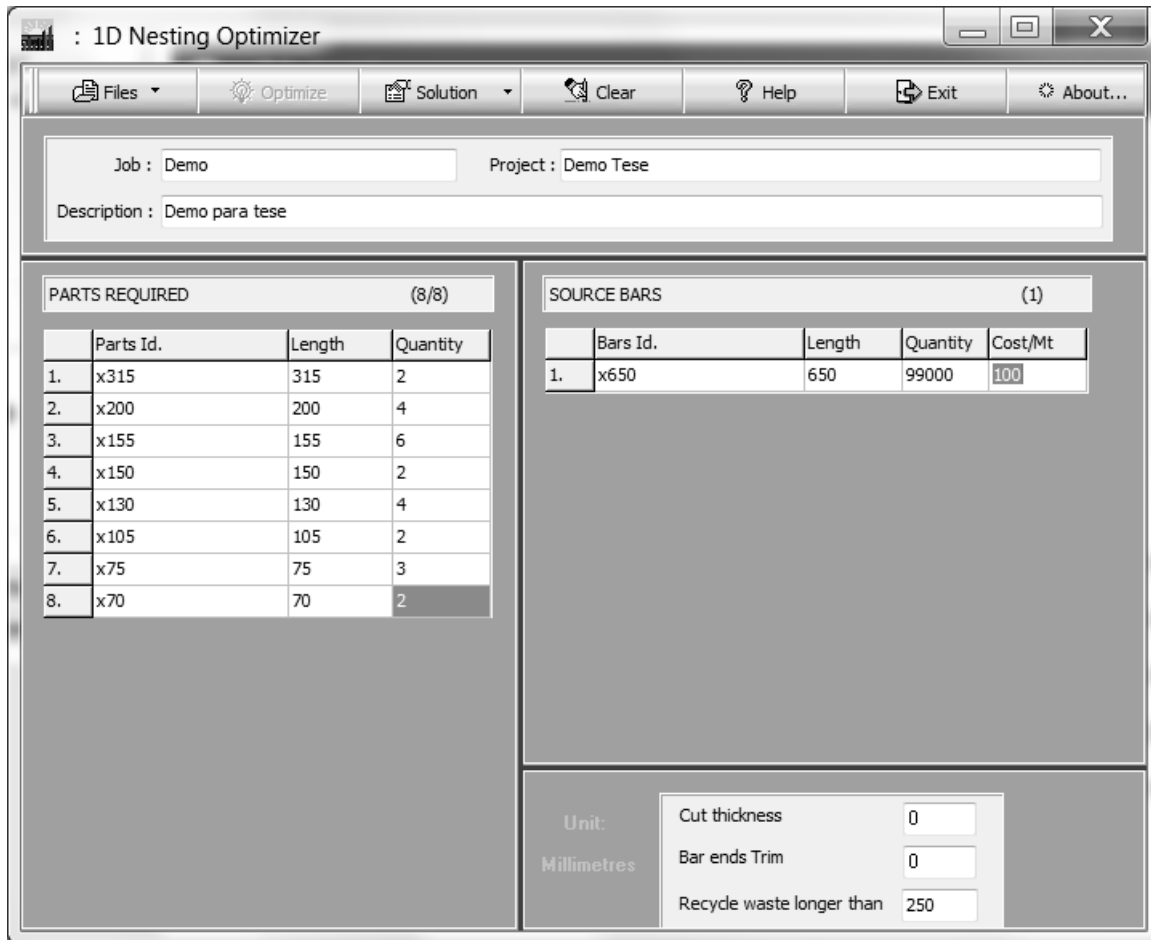 : 1D Nesting Optimizer
Files Optimize Solution Clear Help Exit About...
Job : Demo Project : Demo Tese
Description : Demo para tese
PARTS REQUIRED (8/8)
Parts Id. Length Quantity
1. x315 315 2
2. x200 200 4
3. x155 155 6
4. x150 150 2
5. x130 130 4
6. x105 105 2
7. x75 75 3
8. x70 70 2
SOURCE BARS (1)
Bars Id. Length Quantity Cost/Mt
1. x650 650 99000 100
Unit:
Millimetres
Cut thickness 0
Bar ends Trim 0
Recycle waste longer than 250